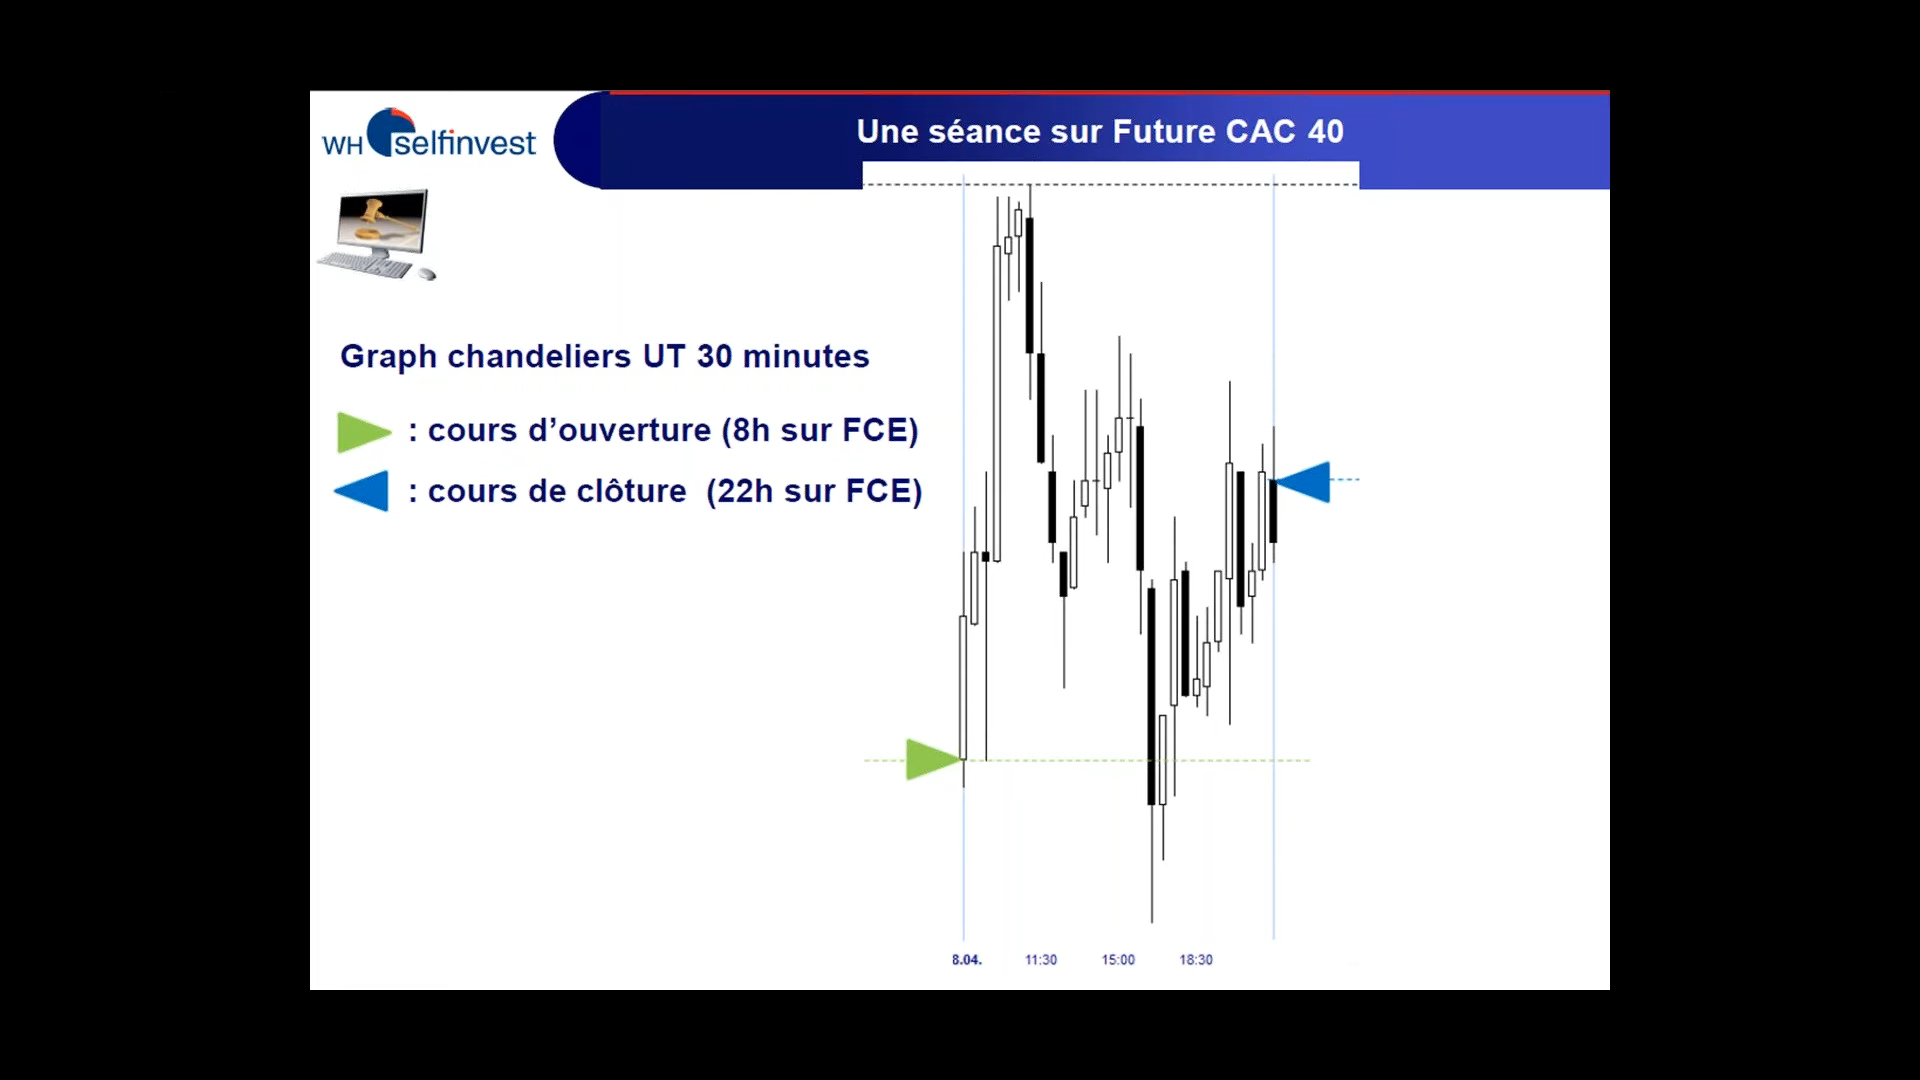 WH selfinvest
Une séance sur Future CAC 40
Graph chandeliers UT 30 minutes
: cours d’ouverture (8h sur FCE)
: cours de clôture (22h sur FCE)
8.04. 11:30 15:00 18:30